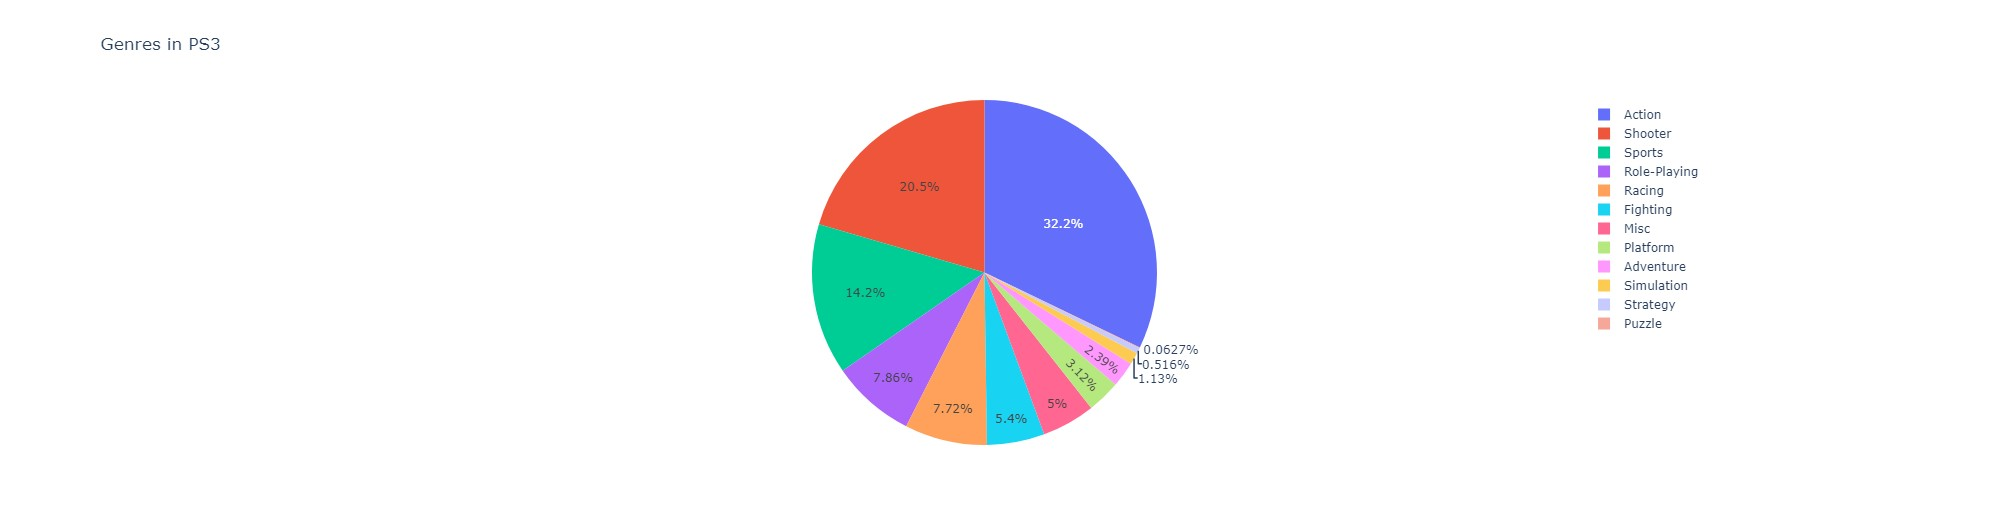 Genres in PS3
32.2%
20.5%
14.2%
7.86%
7.72%
5.4%
5%
3.12%
2.39%
1.13%
0.516%
0.0627%
Action
Shooter
Sports
Role-Playing
Racing
Fighting
Misc
Platform
Adventure
Simulation
Strategy
Puzzle